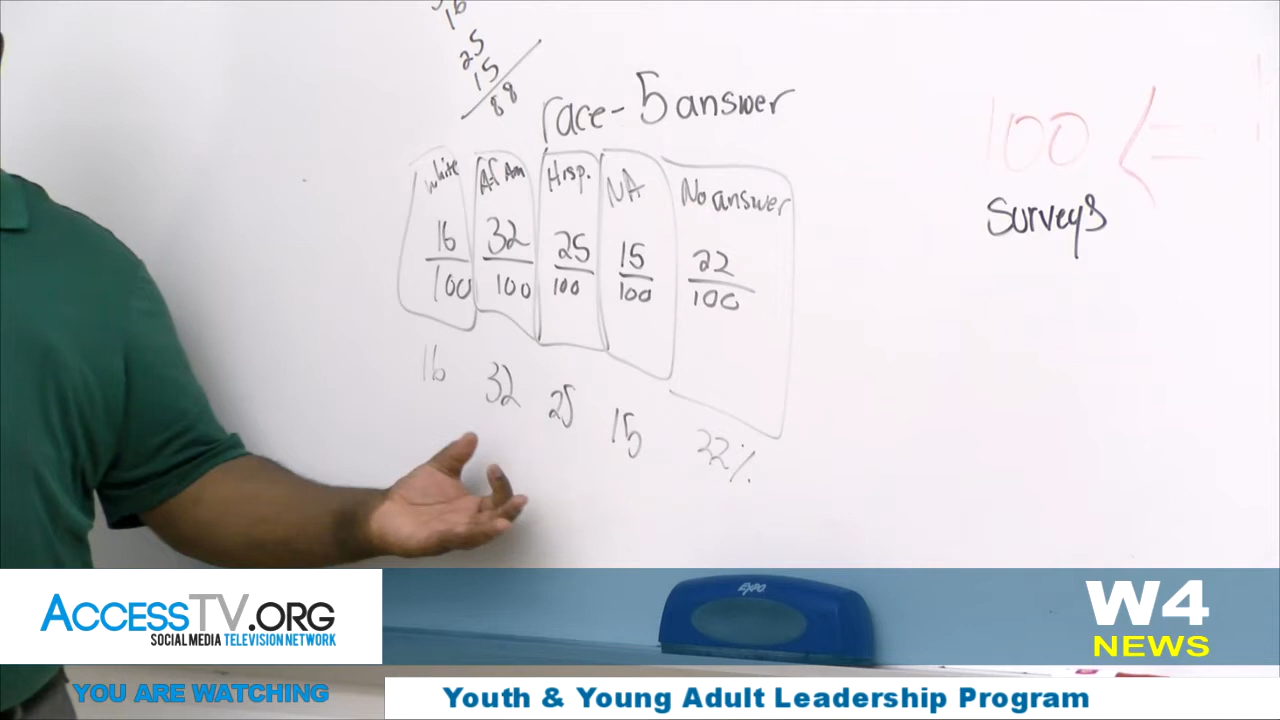 16
25
15
88
race - 5 answer
White Af Am Hisp. NA No answer
16 32 25 15 22
100 100 100 100 100
16 32 25 15 22%
100 <=
Surveys
EXPO
ACCESSTV.ORG
SOCIAL MEDIA TELEVISION NETWORK
W4
NEWS
YOU ARE WATCHING
Youth & Young Adult Leadership Program